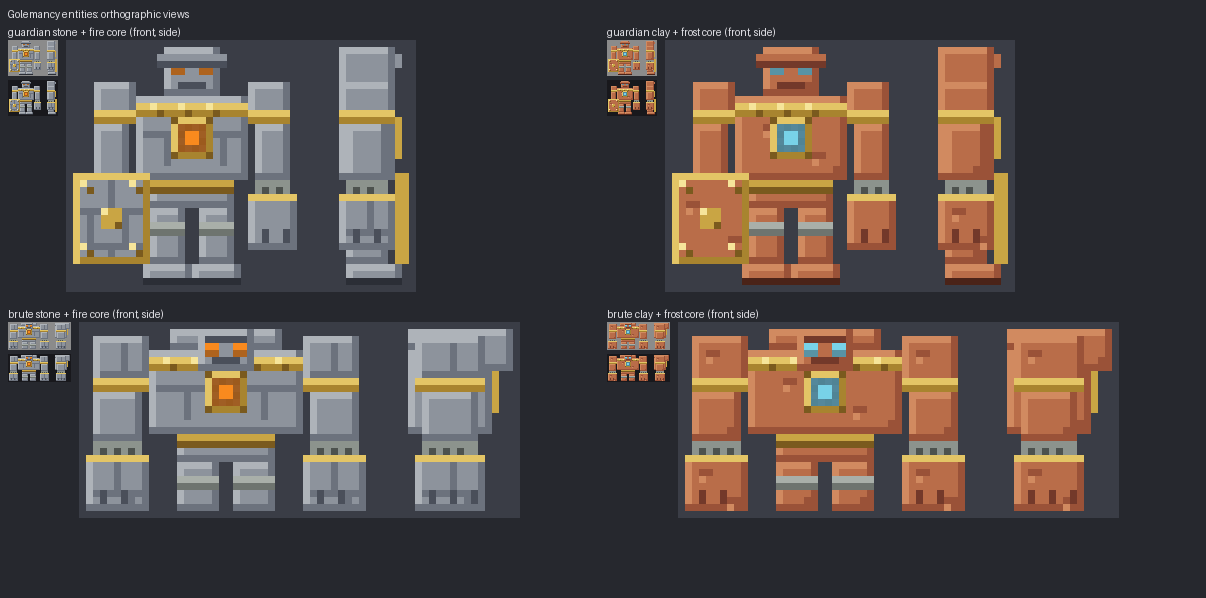 Golemancy entities: orthographic views
guardian stone + fire core (front, side)
guardian clay + frost core (front, side)
brute stone + fire core (front, side)
brute clay + frost core (front, side)